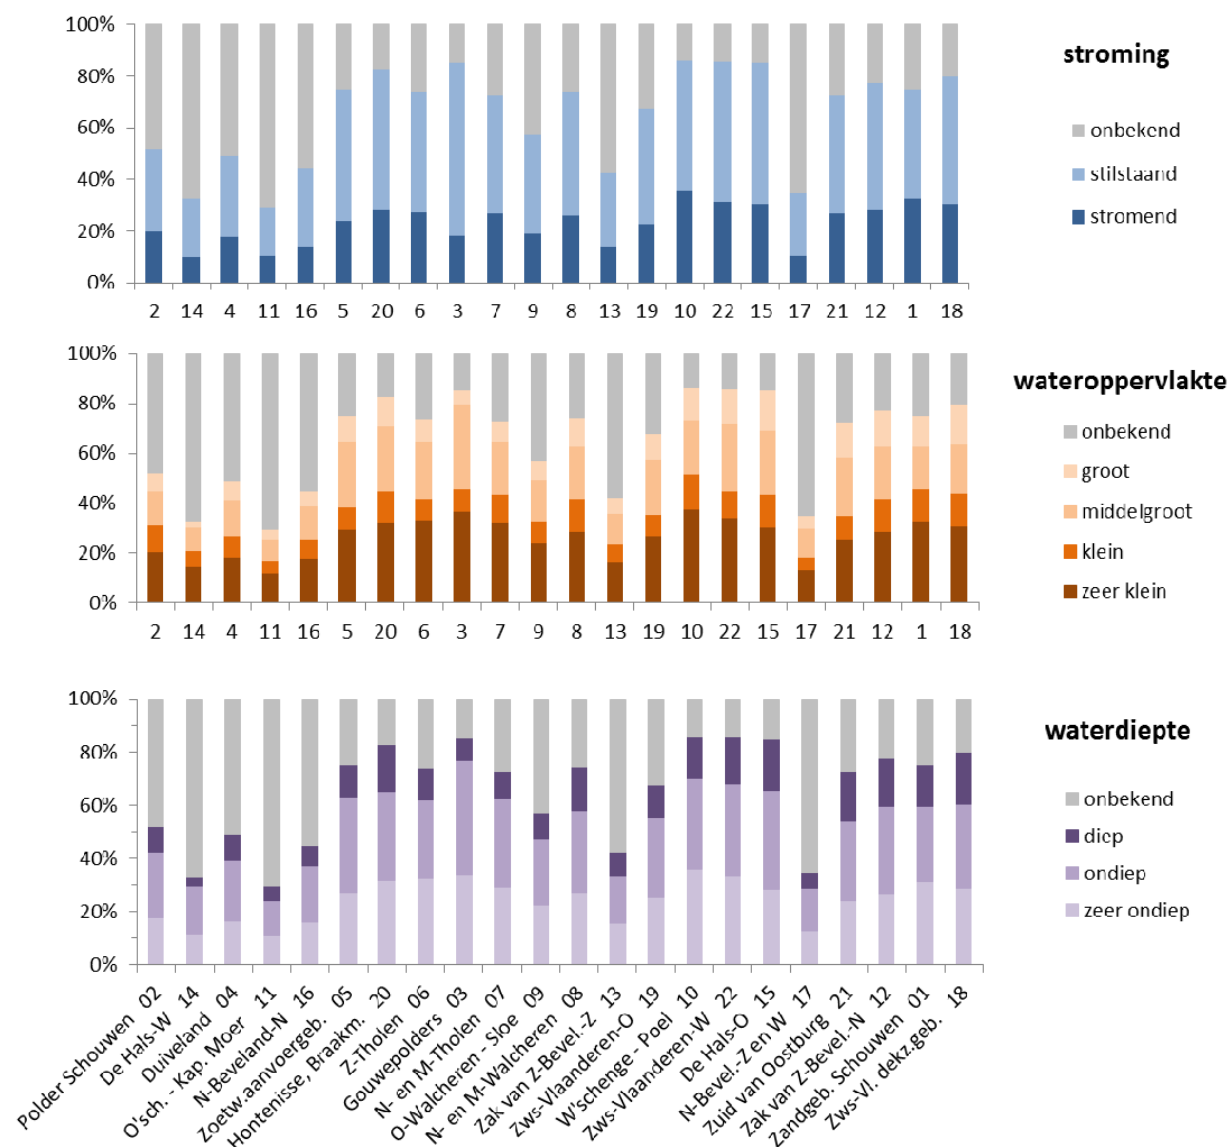 stroming
100%
80%
60%
40%
20%
0%
onbekend
stilstaand
stromend
2 14 4 11 16 5 20 6 3 7 9 8 13 19 10 22 15 17 21 12 1 18
wateroppervlakte
100%
80%
60%
40%
20%
0%
onbekend
groot
middelgroot
klein
zeer klein
2 14 4 11 16 5 20 6 3 7 9 8 13 19 10 22 15 17 21 12 1 18
waterdiepte
100%
80%
60%
40%
20%
0%
onbekend
diep
ondiep
zeer ondiep
Polder Schouwen 02
De Hals-W 14
Duiveland 04
O'sch. - Kap. Moer 11
N-Beveland-N 16
Zoetw.aanvoergeb. 05
Hontenisse, Braakm. 20
Z-Tholen 06
Gouwepolders 03
N- en M-Tholen 07
O-Walcheren - Sloe 09
N- en M-Walcheren 08
Zak van Z-Bevel.-Z 13
Zws-Vlaanderen-O 19
W'schenge - Poel 10
Zws-Vlaanderen-W 22
De Hals-O 15
N-Bevel.-Z en W 17
Zuid van Oostburg 21
Zak van Z-Bevel.-N 12
Zandgeb. Schouwen 01
Zws-Vl. dekz.geb. 18